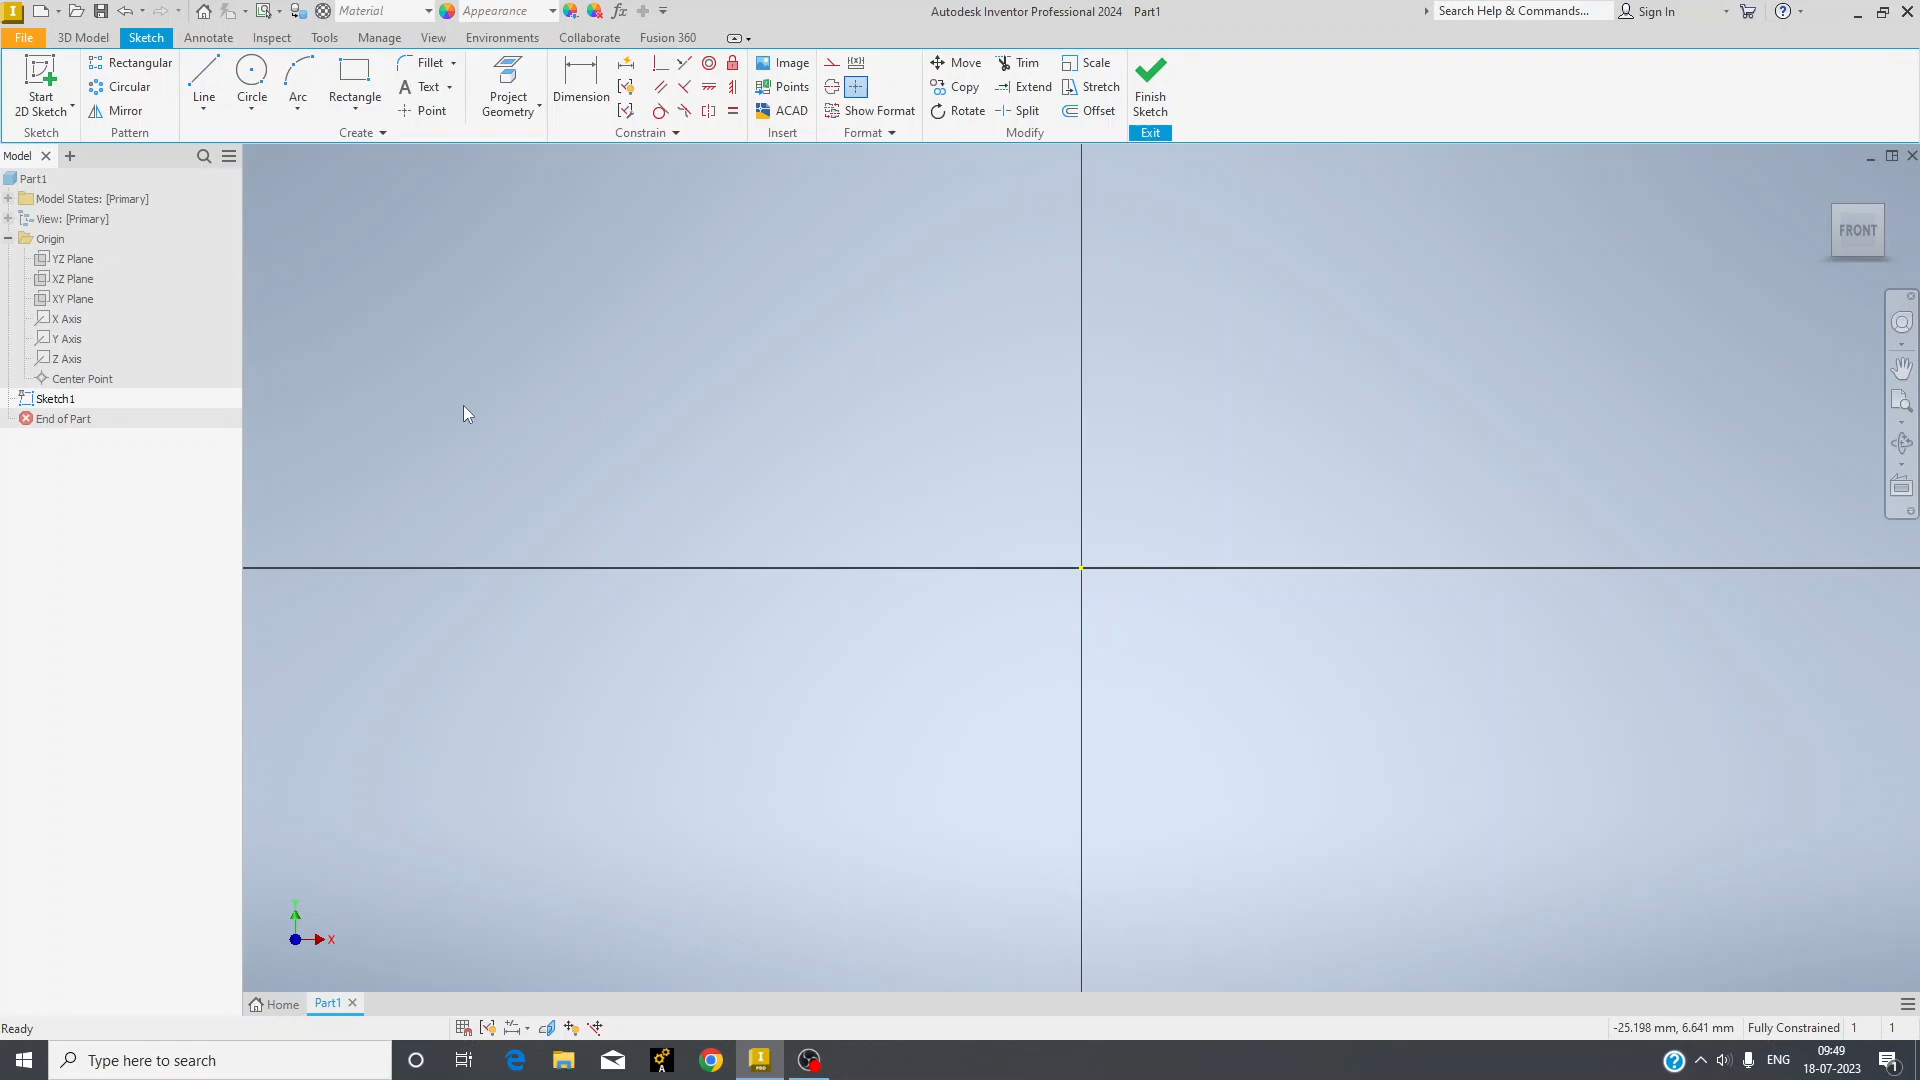 Material
Appearance
Autodesk Inventor Professional 2024 Part1
Search Help & Commands...
Sign In
File 3D Model Sketch Annotate Inspect Tools Manage View Environments Collaborate Fusion 360
Start
2D Sketch
Sketch
Rectangular
Circular
Mirror
Pattern
Line
Circle
Arc
Rectangle
Fillet
Text
Point
Create
Project
Geometry
Dimension
Constrain
Image
Points
ACAD
Insert
Show Format
Format
Move
Copy
Rotate
Trim
Extend
Split
Scale
Stretch
Offset
Modify
Finish
Sketch
Exit
Model
Part1
Model States: [Primary]
View: [Primary]
Origin
YZ Plane
XZ Plane
XY Plane
X Axis
Y Axis
Z Axis
Center Point
Sketch1
End of Part
FRONT
Y
X
Home Part1
Ready
-25.198 mm, 6.641 mm Fully Constrained 1 1
Type here to search
ENG
09:49
18-07-2023